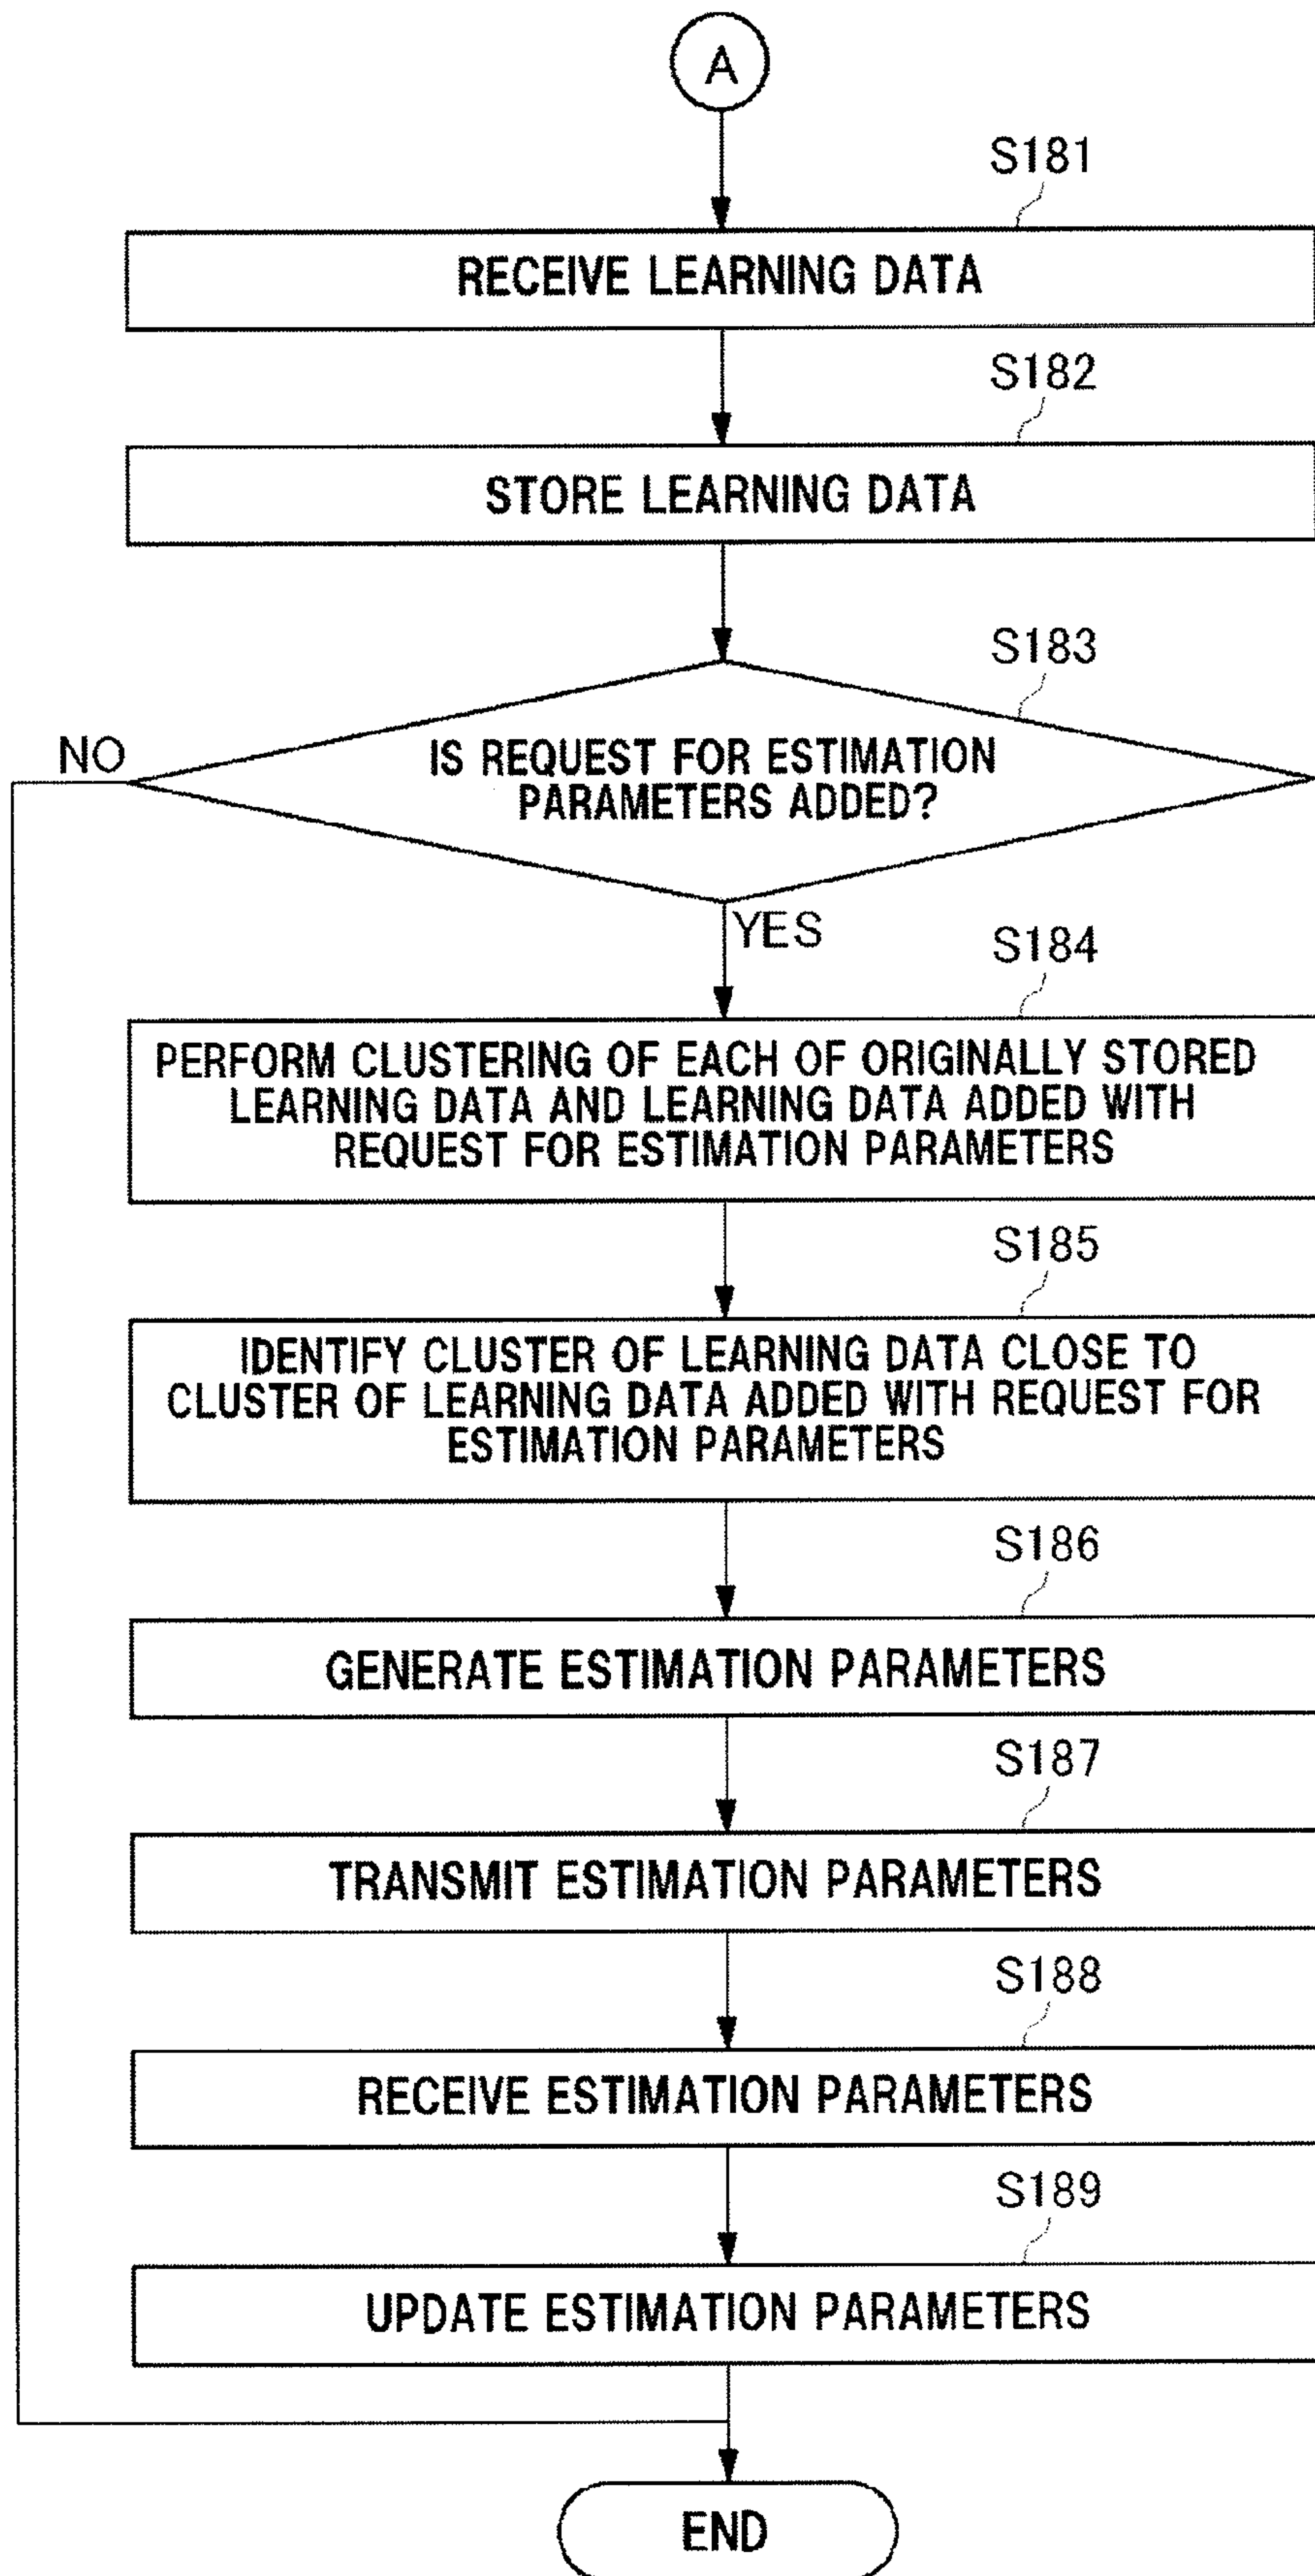 A
S181
RECEIVE LEARNING DATA
S182
STORE LEARNING DATA
S183
IS REQUEST FOR ESTIMATION
PARAMETERS ADDED?
NO
YES
S184
PERFORM CLUSTERING OF EACH OF ORIGINALLY STORED
LEARNING DATA AND LEARNING DATA ADDED WITH
REQUEST FOR ESTIMATION PARAMETERS
S185
IDENTIFY CLUSTER OF LEARNING DATA CLOSE TO
CLUSTER OF LEARNING DATA ADDED WITH REQUEST FOR
ESTIMATION PARAMETERS
S186
GENERATE ESTIMATION PARAMETERS
S187
TRANSMIT ESTIMATION PARAMETERS
S188
RECEIVE ESTIMATION PARAMETERS
S189
UPDATE ESTIMATION PARAMETERS
END